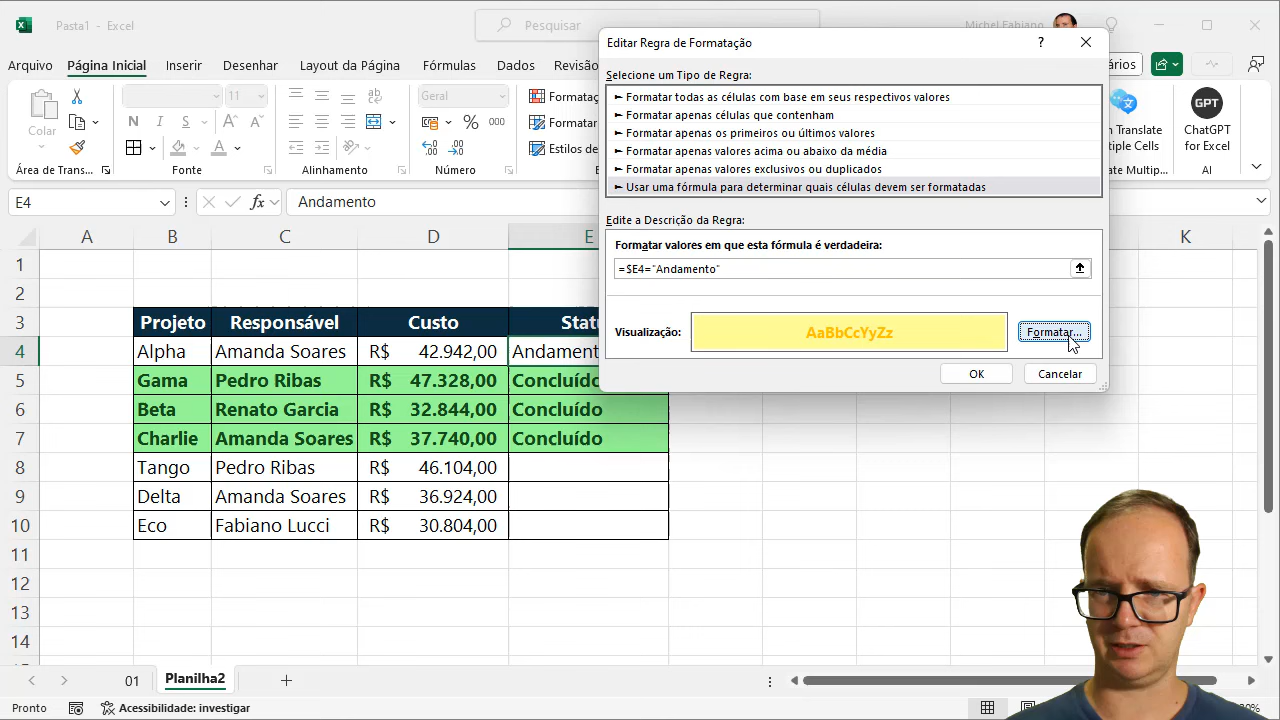 Pasta1 - Excel
Pesquisar
Michel Fabiano
Editar Regra de Formatação
?
Arquivo
Página Inicial
Inserir
Desenhar
Layout da Página
Fórmulas
Dados
Revisão
Colar
Área de Trans...
N
I
S
11
Fonte
Alinhamento
Geral
% 000
Número
Formatar
Estilos de
Translate
ate Multip...
GPT
ChatGPT
for Excel
AI
Selecione um Tipo de Regra:
► Formatar todas as células com base em seus respectivos valores
► Formatar apenas células que contenham
► Formatar apenas os primeiros ou últimos valores
► Formatar apenas valores acima ou abaixo da média
► Formatar apenas valores exclusivos ou duplicados
► Usar uma fórmula para determinar quais células devem ser formatadas
Edite a Descrição da Regra:
Formatar valores em que esta fórmula é verdadeira:
=$E4="Andamento"
Visualização:
AaBbCcYyZz
Formatar...
OK
Cancelar
E4
fx
Andamento
A B C D E K
1
2
3 Projeto Responsável Custo
4 Alpha Amanda Soares R$ 42.942,00
5 Gama Pedro Ribas R$ 47.328,00 Concluído
6 Beta Renato Garcia R$ 32.844,00 Concluído
7 Charlie Amanda Soares R$ 37.740,00 Concluído
8 Tango Pedro Ribas R$ 46.104,00
9 Delta Amanda Soares R$ 36.924,00
10 Eco Fabiano Lucci R$ 30.804,00
11
12
13
14
01
Planilha2
Pronto
Acessibilidade: investigar